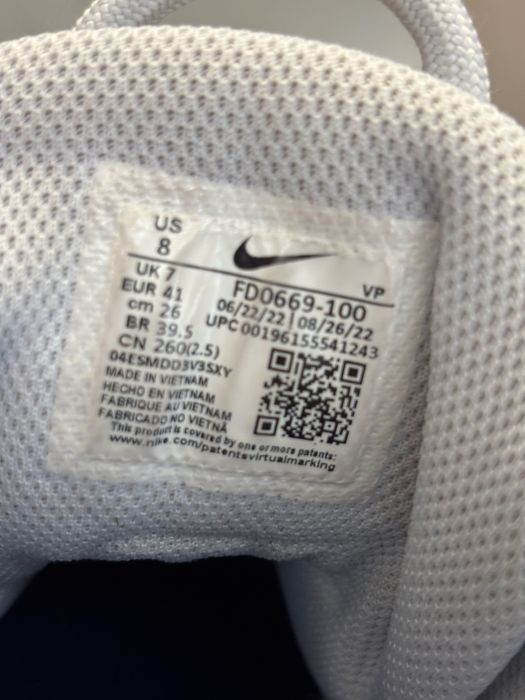 US
8
UK 7
EUR 41
cm 26
BR 39.5
CN 260(2.5)
VP
FD0669-100
06/22/22 | 08/26/22
UPC00196155541243
04ESMDD3V3SXY
MADE IN VIETNAM
HECHO EN VIETNAM
FABRIQUE AU VIETNAM
FABRICADO NO VIETNÃ
This product is covered by one or more patents:
www.nike.com/patentsvirtualmarking